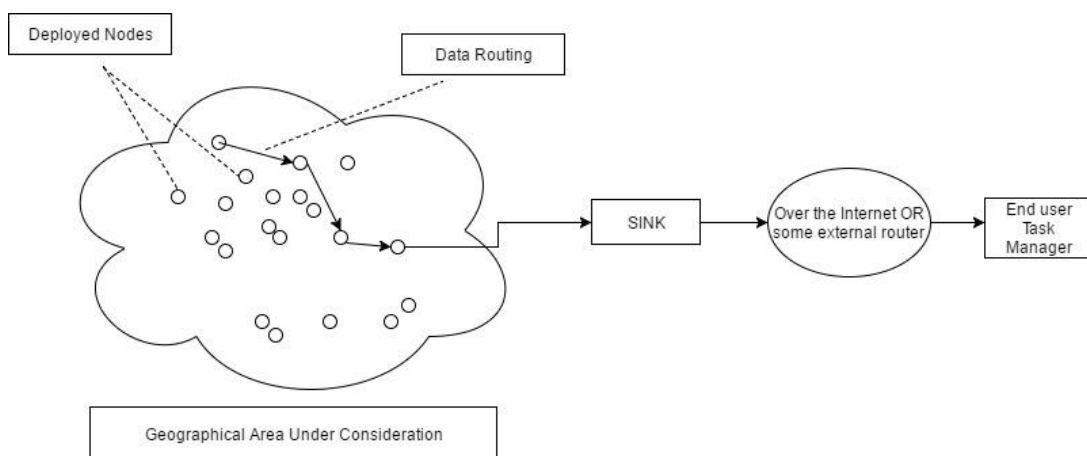 Deployed Nodes
Data Routing
SINK
Over the Internet OR
some external router
End user
Task
Manager
Geographical Area Under Consideration